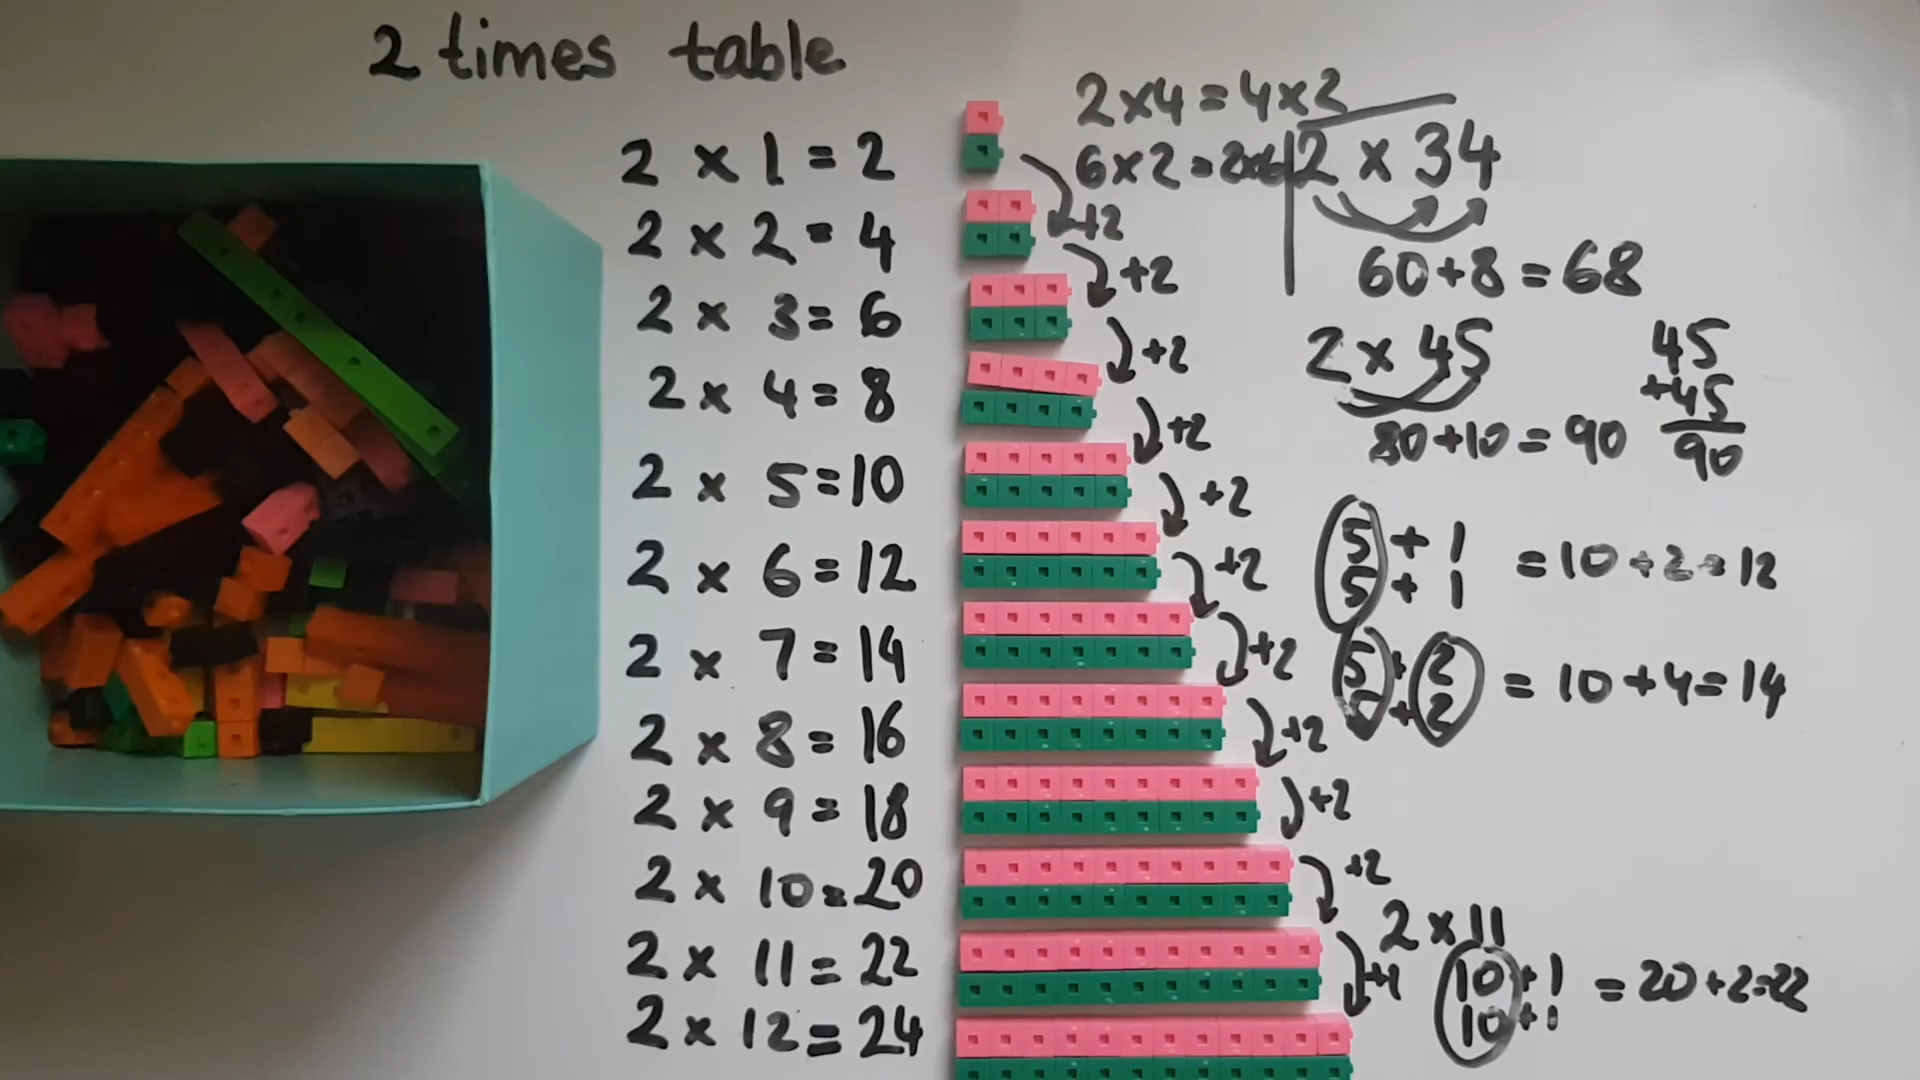 2 times table
2 × 1 = 2
2 × 2 = 4
2 × 3 = 6
2 × 4 = 8
2 × 5 = 10
2 × 6 = 12
2 × 7 = 14
2 × 8 = 16
2 × 9 = 18
2 × 10 = 20
2 × 11 = 22
2 × 12 = 24
+2
+2
+2
+2
+2
+2
+2
+2
+2
+2
2×4 = 4×2
6×2 = 2×6
2 × 34
60+8 = 68
2 × 45
80+10 = 90
45
+45
90
5 + 1
5 + 1
= 10 + 2 = 12
5 + 2
5 + 2
= 10 + 4 = 14
2 × 11
10 + 1
10 + 1
= 20 + 2 = 22